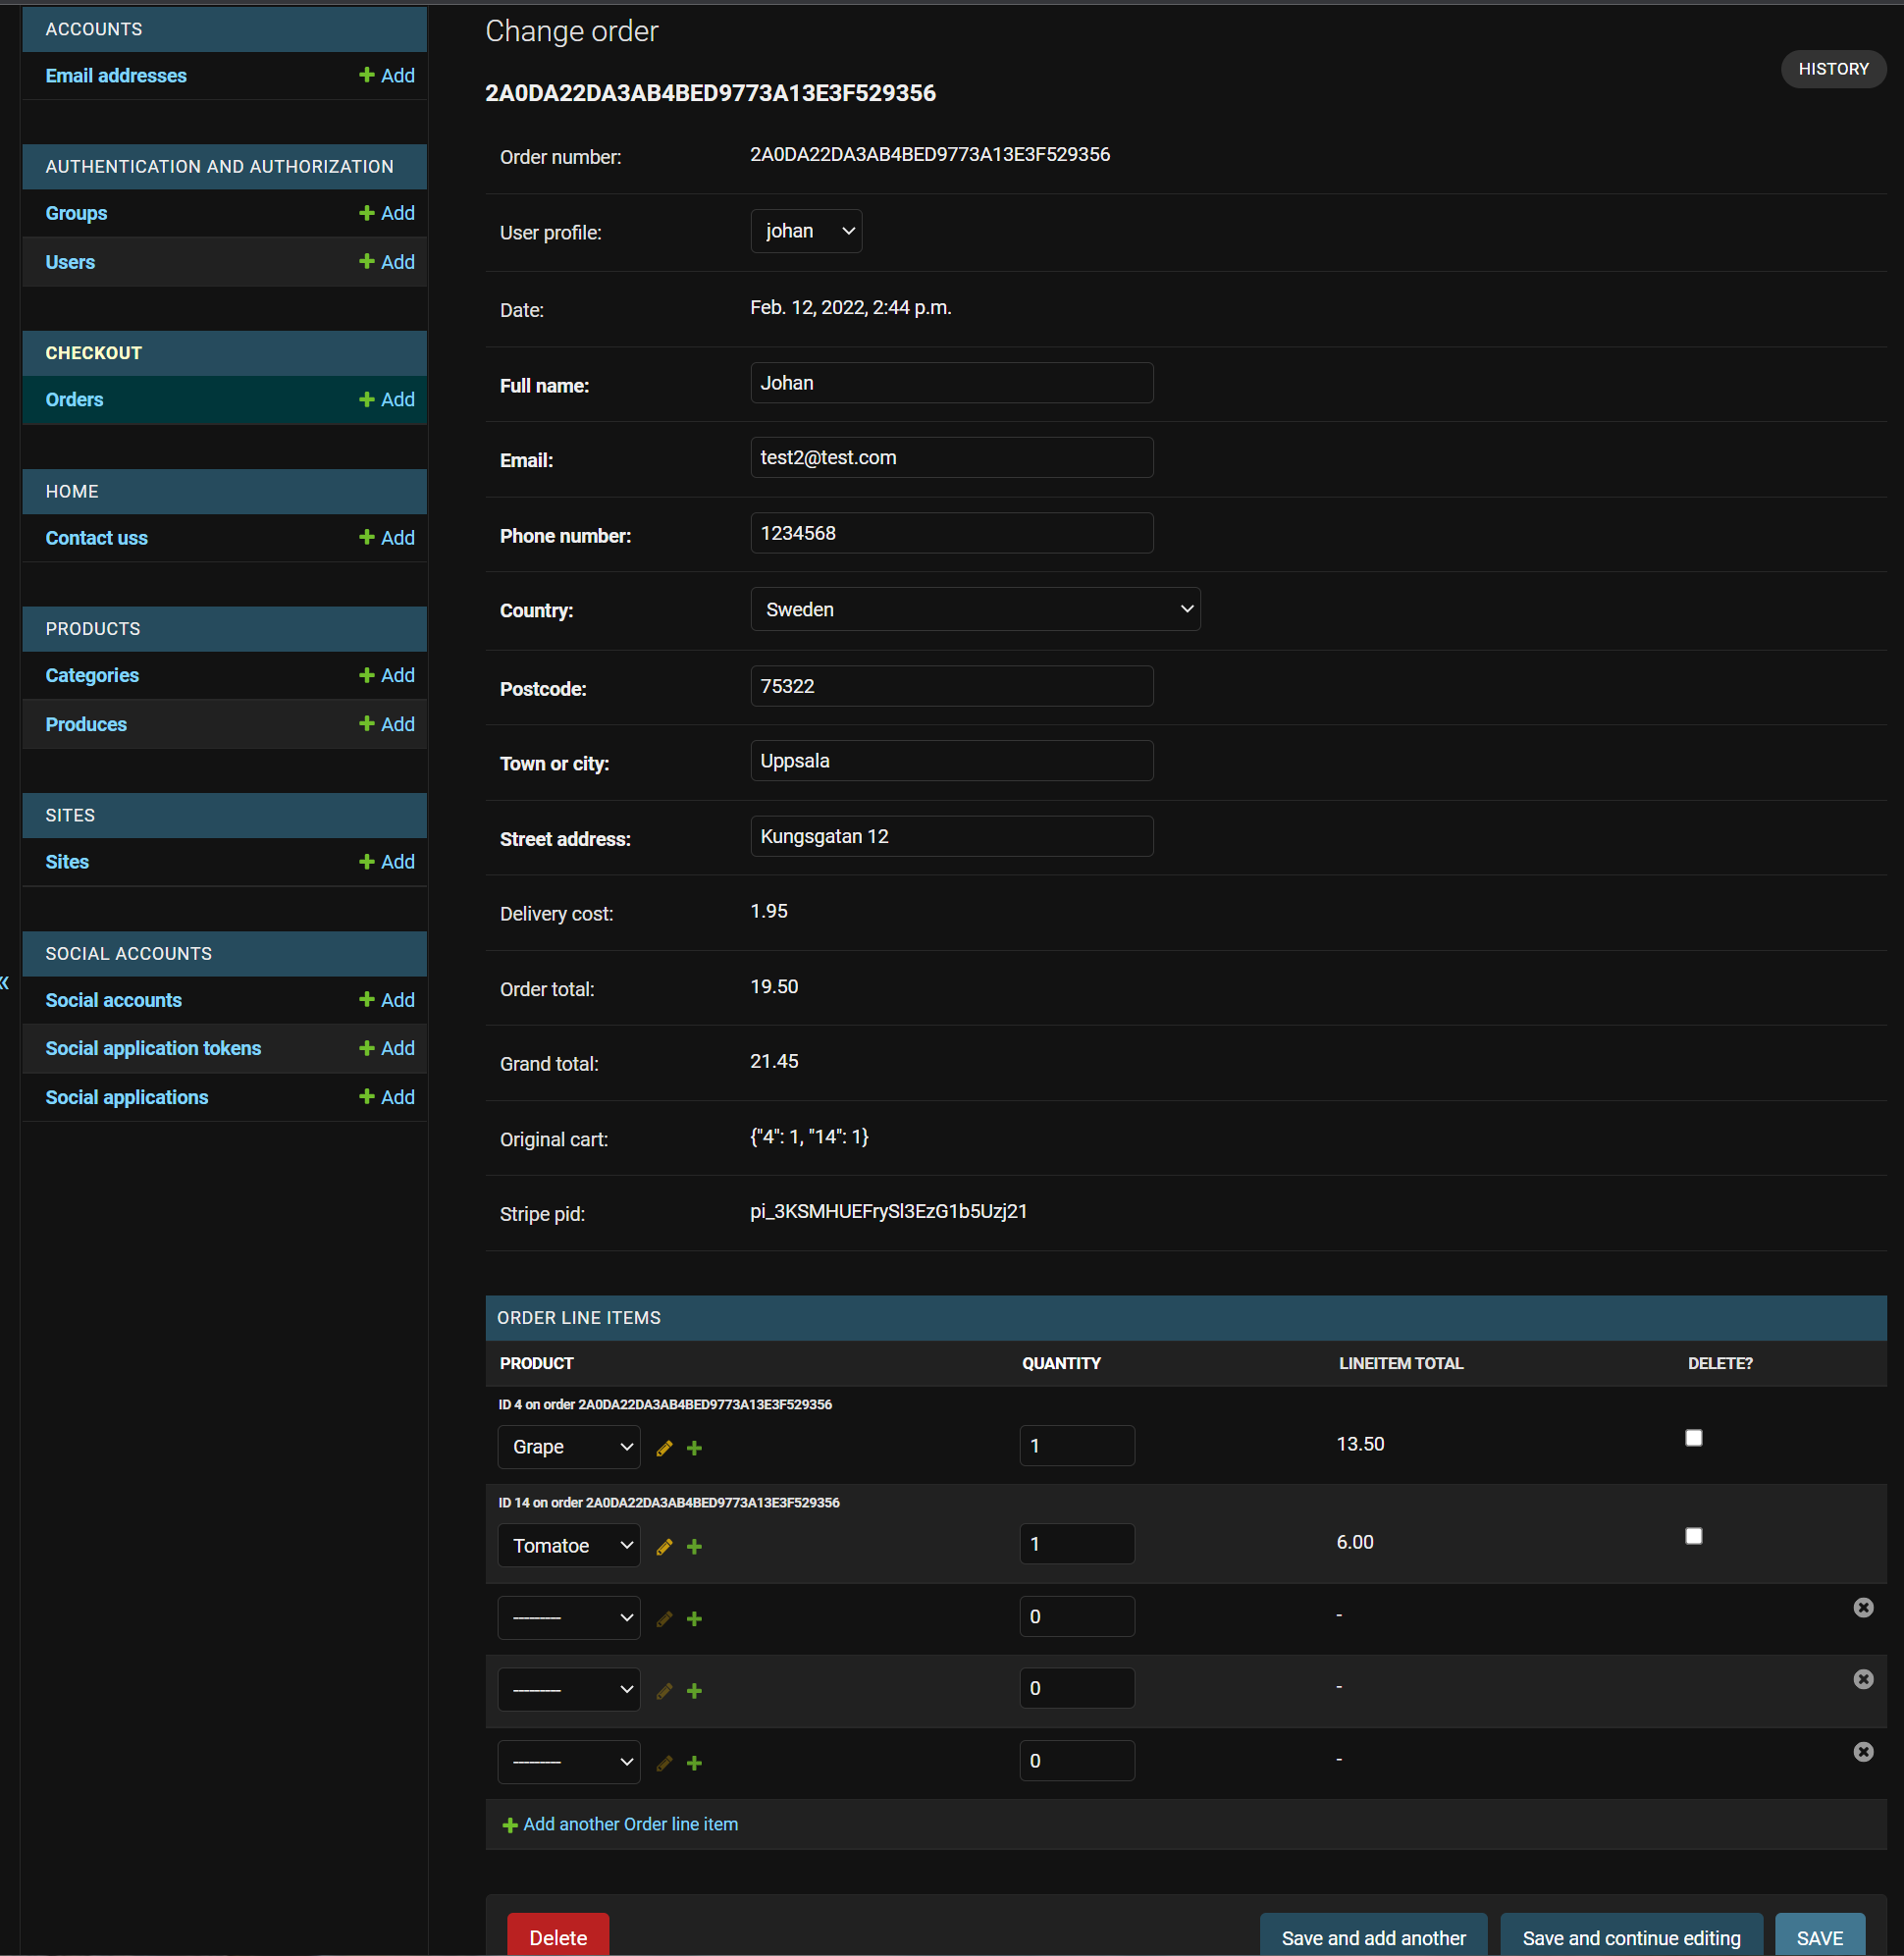 ACCOUNTS
Email addresses Add
AUTHENTICATION AND AUTHORIZATION
Groups Add
Users Add
CHECKOUT
Orders Add
HOME
Contact uss Add
PRODUCTS
Categories Add
Produces Add
SITES
Sites Add
SOCIAL ACCOUNTS
Social accounts Add
Social application tokens Add
Social applications Add
«
Change order
HISTORY
2A0DA22DA3AB4BED9773A13E3F529356
Order number: 2A0DA22DA3AB4BED9773A13E3F529356
User profile: johan
Date: Feb. 12, 2022, 2:44 p.m.
Full name: Johan
Email: test2@test.com
Phone number: 1234568
Country: Sweden
Postcode: 75322
Town or city: Uppsala
Street address: Kungsgatan 12
Delivery cost: 1.95
Order total: 19.50
Grand total: 21.45
Original cart: {"4": 1, "14": 1}
Stripe pid: pi_3KSMHUEFrySl3EzG1b5Uzj21
ORDER LINE ITEMS
PRODUCT QUANTITY LINEITEM TOTAL DELETE?
ID 4 on order 2A0DA22DA3AB4BED9773A13E3F529356
Grape 1 13.50
ID 14 on order 2A0DA22DA3AB4BED9773A13E3F529356
Tomatoe 1 6.00
--------- 0 -
--------- 0 -
--------- 0 -
Add another Order line item
Delete Save and add another Save and continue editing SAVE